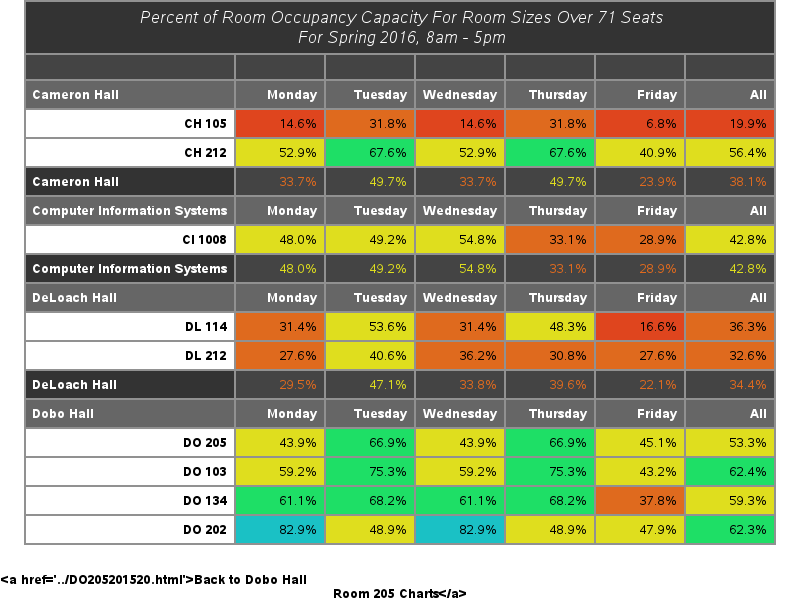 Percent of Room Occupancy Capacity For Room Sizes Over 71 Seats
For Spring 2016, 8am - 5pm
Cameron Hall Monday Tuesday Wednesday Thursday Friday All
CH 105 14.6% 31.8% 14.6% 31.8% 6.8% 19.9%
CH 212 52.9% 67.6% 52.9% 67.6% 40.9% 56.4%
Cameron Hall 33.7% 49.7% 33.7% 49.7% 23.9% 38.1%
Computer Information Systems Monday Tuesday Wednesday Thursday Friday All
CI 1008 48.0% 49.2% 54.8% 33.1% 28.9% 42.8%
Computer Information Systems 48.0% 49.2% 54.8% 33.1% 28.9% 42.8%
DeLoach Hall Monday Tuesday Wednesday Thursday Friday All
DL 114 31.4% 53.6% 31.4% 48.3% 16.6% 36.3%
DL 212 27.6% 40.6% 36.2% 30.8% 27.6% 32.6%
DeLoach Hall 29.5% 47.1% 33.8% 39.6% 22.1% 34.4%
Dobo Hall Monday Tuesday Wednesday Thursday Friday All
DO 205 43.9% 66.9% 43.9% 66.9% 45.1% 53.3%
DO 103 59.2% 75.3% 59.2% 75.3% 43.2% 62.4%
DO 134 61.1% 68.2% 61.1% 68.2% 37.8% 59.3%
DO 202 82.9% 48.9% 82.9% 48.9% 47.9% 62.3%
<a href='../DO205201520.html'>Back to Dobo Hall
Room 205 Charts</a>